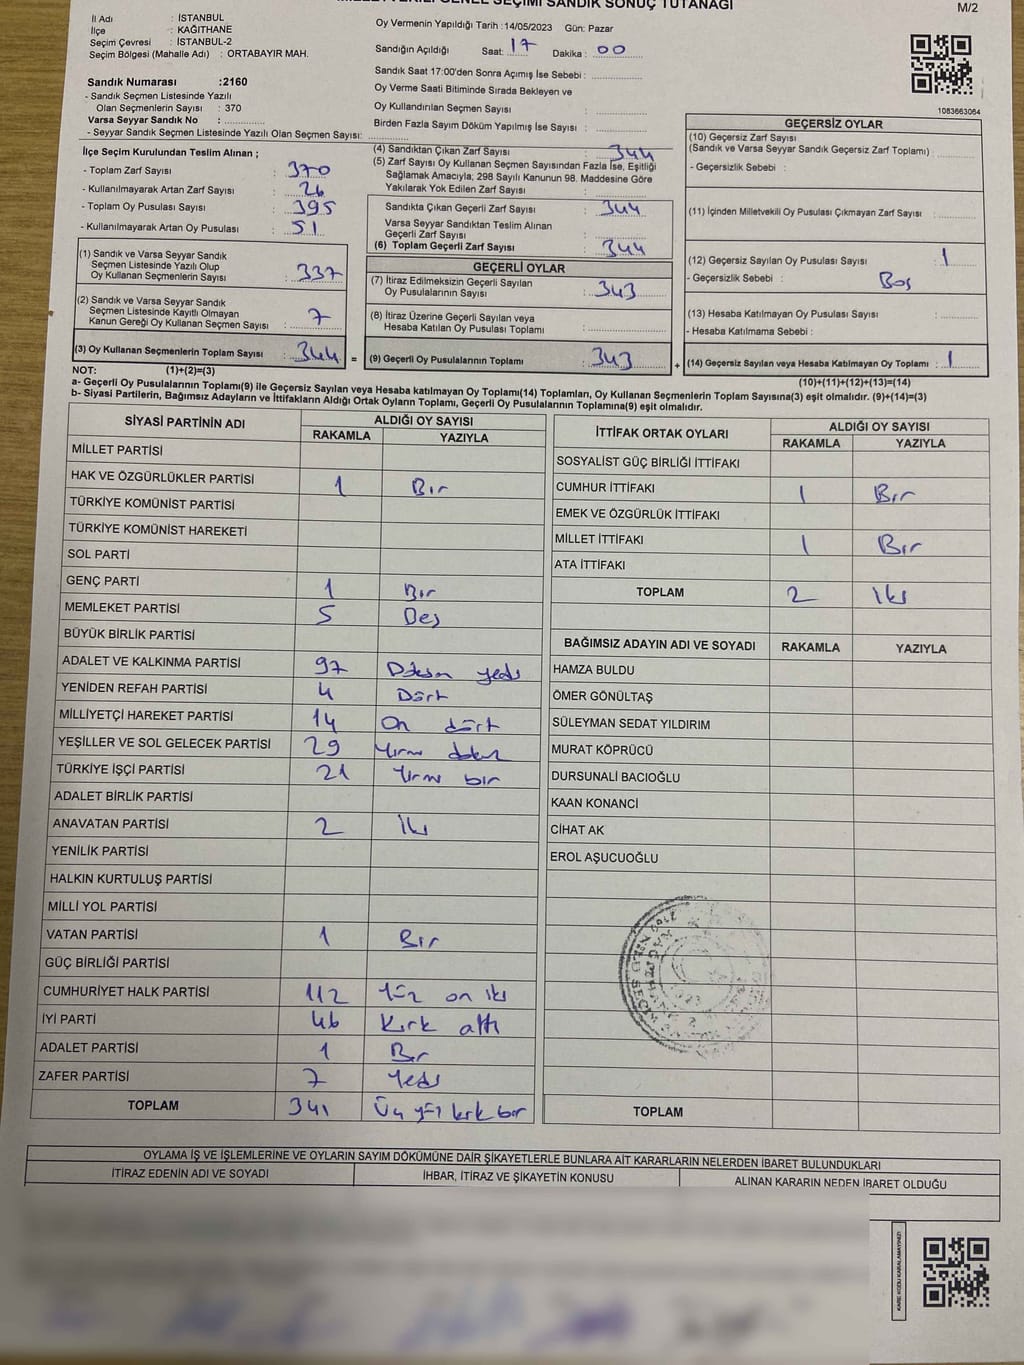 MİLLETVEKİLİ GENEL SEÇİMİ SANDIK SONUÇ TUTANAĞI
M/2
İl Adı : İSTANBUL
İlçe : KAĞITHANE
Seçim Çevresi : İSTANBUL-2
Seçim Bölgesi (Mahalle Adı) : ORTABAYIR MAH.
Oy Vermenin Yapıldığı Tarih :14/05/2023 Gün: Pazar
Sandığın Açıldığı Saat: 17 Dakika : 00
Sandık Saat 17:00'den Sonra Açımış İse Sebebi :
Oy Verme Saati Bitiminde Sırada Bekleyen ve
Oy Kullandırılan Seçmen Sayısı :
Birden Fazla Sayım Döküm Yapılmış İse Sayısı :
1083663064
Sandık Numarası :2160
- Sandık Seçmen Listesinde Yazılı
Olan Seçmenlerin Sayısı : 370
Varsa Seyyar Sandık No :
- Seyyar Sandık Seçmen Listesinde Yazılı Olan Seçmen Sayısı:
İlçe Seçim Kurulundan Teslim Alınan ;
- Toplam Zarf Sayısı : 370
- Kullanılmayarak Artan Zarf Sayısı : 26
- Toplam Oy Pusulası Sayısı : 395
- Kullanılmayarak Artan Oy Pusulası : 51
(1) Sandık ve Varsa Seyyar Sandık
Seçmen Listesinde Yazılı Olup
Oy Kullanan Seçmenlerin Sayısı : 337
(2) Sandık ve Varsa Seyyar Sandık
Seçmen Listesinde Kayıtlı Olmayan
Kanun Gereği Oy Kullanan Seçmen Sayısı : 7
(3) Oy Kullanan Seçmenlerin Toplam Sayısı : 344 =
(4) Sandıktan Çıkan Zarf Sayısı : 344
(5) Zarf Sayısı Oy Kullanan Seçmen Sayısından Fazla İse, Eşitliği
Sağlamak Amacıyla; 298 Sayılı Kanunun 98. Maddesine Göre
Yakılarak Yok Edilen Zarf Sayısı :
Sandıkta Çıkan Geçerli Zarf Sayısı : 344
Varsa Seyyar Sandıktan Teslim Alınan
Geçerli Zarf Sayısı :
(6) Toplam Geçerli Zarf Sayısı : 344
GEÇERLİ OYLAR
(7) İtiraz Edilmeksizin Geçerli Sayılan
Oy Pusulalarının Sayısı : 343
(8) İtiraz Üzerine Geçerli Sayılan veya
Hesaba Katılan Oy Pusulası Toplamı :
(9) Geçerli Oy Pusulalarının Toplamı : 343 +
GEÇERSİZ OYLAR
(10) Geçersiz Zarf Sayısı
(Sandık ve Varsa Seyyar Sandık Geçersiz Zarf Toplamı) :
- Geçersizlik Sebebi :
(11) İçinden Milletvekili Oy Pusulası Çıkmayan Zarf Sayısı :
(12) Geçersiz Sayılan Oy Pusulası Sayısı : 1
- Geçersizlik Sebebi : Boş
(13) Hesaba Katılmayan Oy Pusulası Sayısı :
- Hesaba Katılmama Sebebi :
(14) Geçersiz Sayılan veya Hesaba Katılmayan Oy Toplamı : 1
NOT: (1)+(2)=(3)
(10)+(11)+(12)+(13)=(14)
a- Geçerli Oy Pusulalarının Toplamı(9) ile Geçersiz Sayılan veya Hesaba katılmayan Oy Toplamı(14) Toplamları, Oy Kullanan Seçmenlerin Toplam Sayısına(3) eşit olmalıdır. (9)+(14)=(3)
b- Siyasi Partilerin, Bağımsız Adayların ve İttifakların Aldığı Ortak Oyların Toplamı, Geçerli Oy Pusulalarının Toplamına(9) eşit olmalıdır.
SİYASİ PARTİNİN ADI ALDIĞI OY SAYISI
RAKAMLA YAZIYLA
MİLLET PARTİSİ
HAK VE ÖZGÜRLÜKLER PARTİSİ 1 Bir
TÜRKİYE KOMÜNİST PARTİSİ
TÜRKİYE KOMÜNİST HAREKETİ
SOL PARTİ
GENÇ PARTİ 1 Bir
MEMLEKET PARTİSİ 5 Beş
BÜYÜK BİRLİK PARTİSİ
ADALET VE KALKINMA PARTİSİ 97 Doksan yedi
YENİDEN REFAH PARTİSİ 4 Dört
MİLLİYETÇİ HAREKET PARTİSİ 14 On dört
YEŞİLLER VE SOL GELECEK PARTİSİ 29 Yirmi dokuz
TÜRKİYE İŞÇİ PARTİSİ 21 Yirmi bir
ADALET BİRLİK PARTİSİ
ANAVATAN PARTİSİ 2 İki
YENİLİK PARTİSİ
HALKIN KURTULUŞ PARTİSİ
MİLLİ YOL PARTİSİ
VATAN PARTİSİ 1 Bir
GÜÇ BİRLİĞİ PARTİSİ
CUMHURİYET HALK PARTİSİ 112 Yüz on iki
İYİ PARTİ 46 Kırk altı
ADALET PARTİSİ 1 Bir
ZAFER PARTİSİ 7 Yedi
TOPLAM 341 Üç yüz kırk bir
İTTİFAK ORTAK OYLARI ALDIĞI OY SAYISI
RAKAMLA YAZIYLA
SOSYALİST GÜÇ BİRLİĞİ İTTİFAKI
CUMHUR İTTİFAKI 1 Bir
EMEK VE ÖZGÜRLÜK İTTİFAKI
MİLLET İTTİFAKI 1 Bir
ATA İTTİFAKI
TOPLAM 2 iki
BAĞIMSIZ ADAYIN ADI VE SOYADI RAKAMLA YAZIYLA
HAMZA BULDU
ÖMER GÖNÜLTAŞ
SÜLEYMAN SEDAT YILDIRIM
MURAT KÖPRÜCÜ
DURSUNALİ BACIOĞLU
KAAN KONANCİ
CİHAT AK
EROL AŞUCUOĞLU
TOPLAM
OYLAMA İŞ VE İŞLEMLERİNE VE OYLARIN SAYIM DÖKÜMÜNE DAİR ŞİKAYETLERLE BUNLARA AİT KARARLARIN NELERDEN İBARET BULUNDUKLARI
İTİRAZ EDENİN ADI VE SOYADI İHBAR, İTİRAZ VE ŞİKAYETİN KONUSU ALINAN KARARIN NEDEN İBARET OLDUĞU
KARE KODU KARALAMAYINIZ!